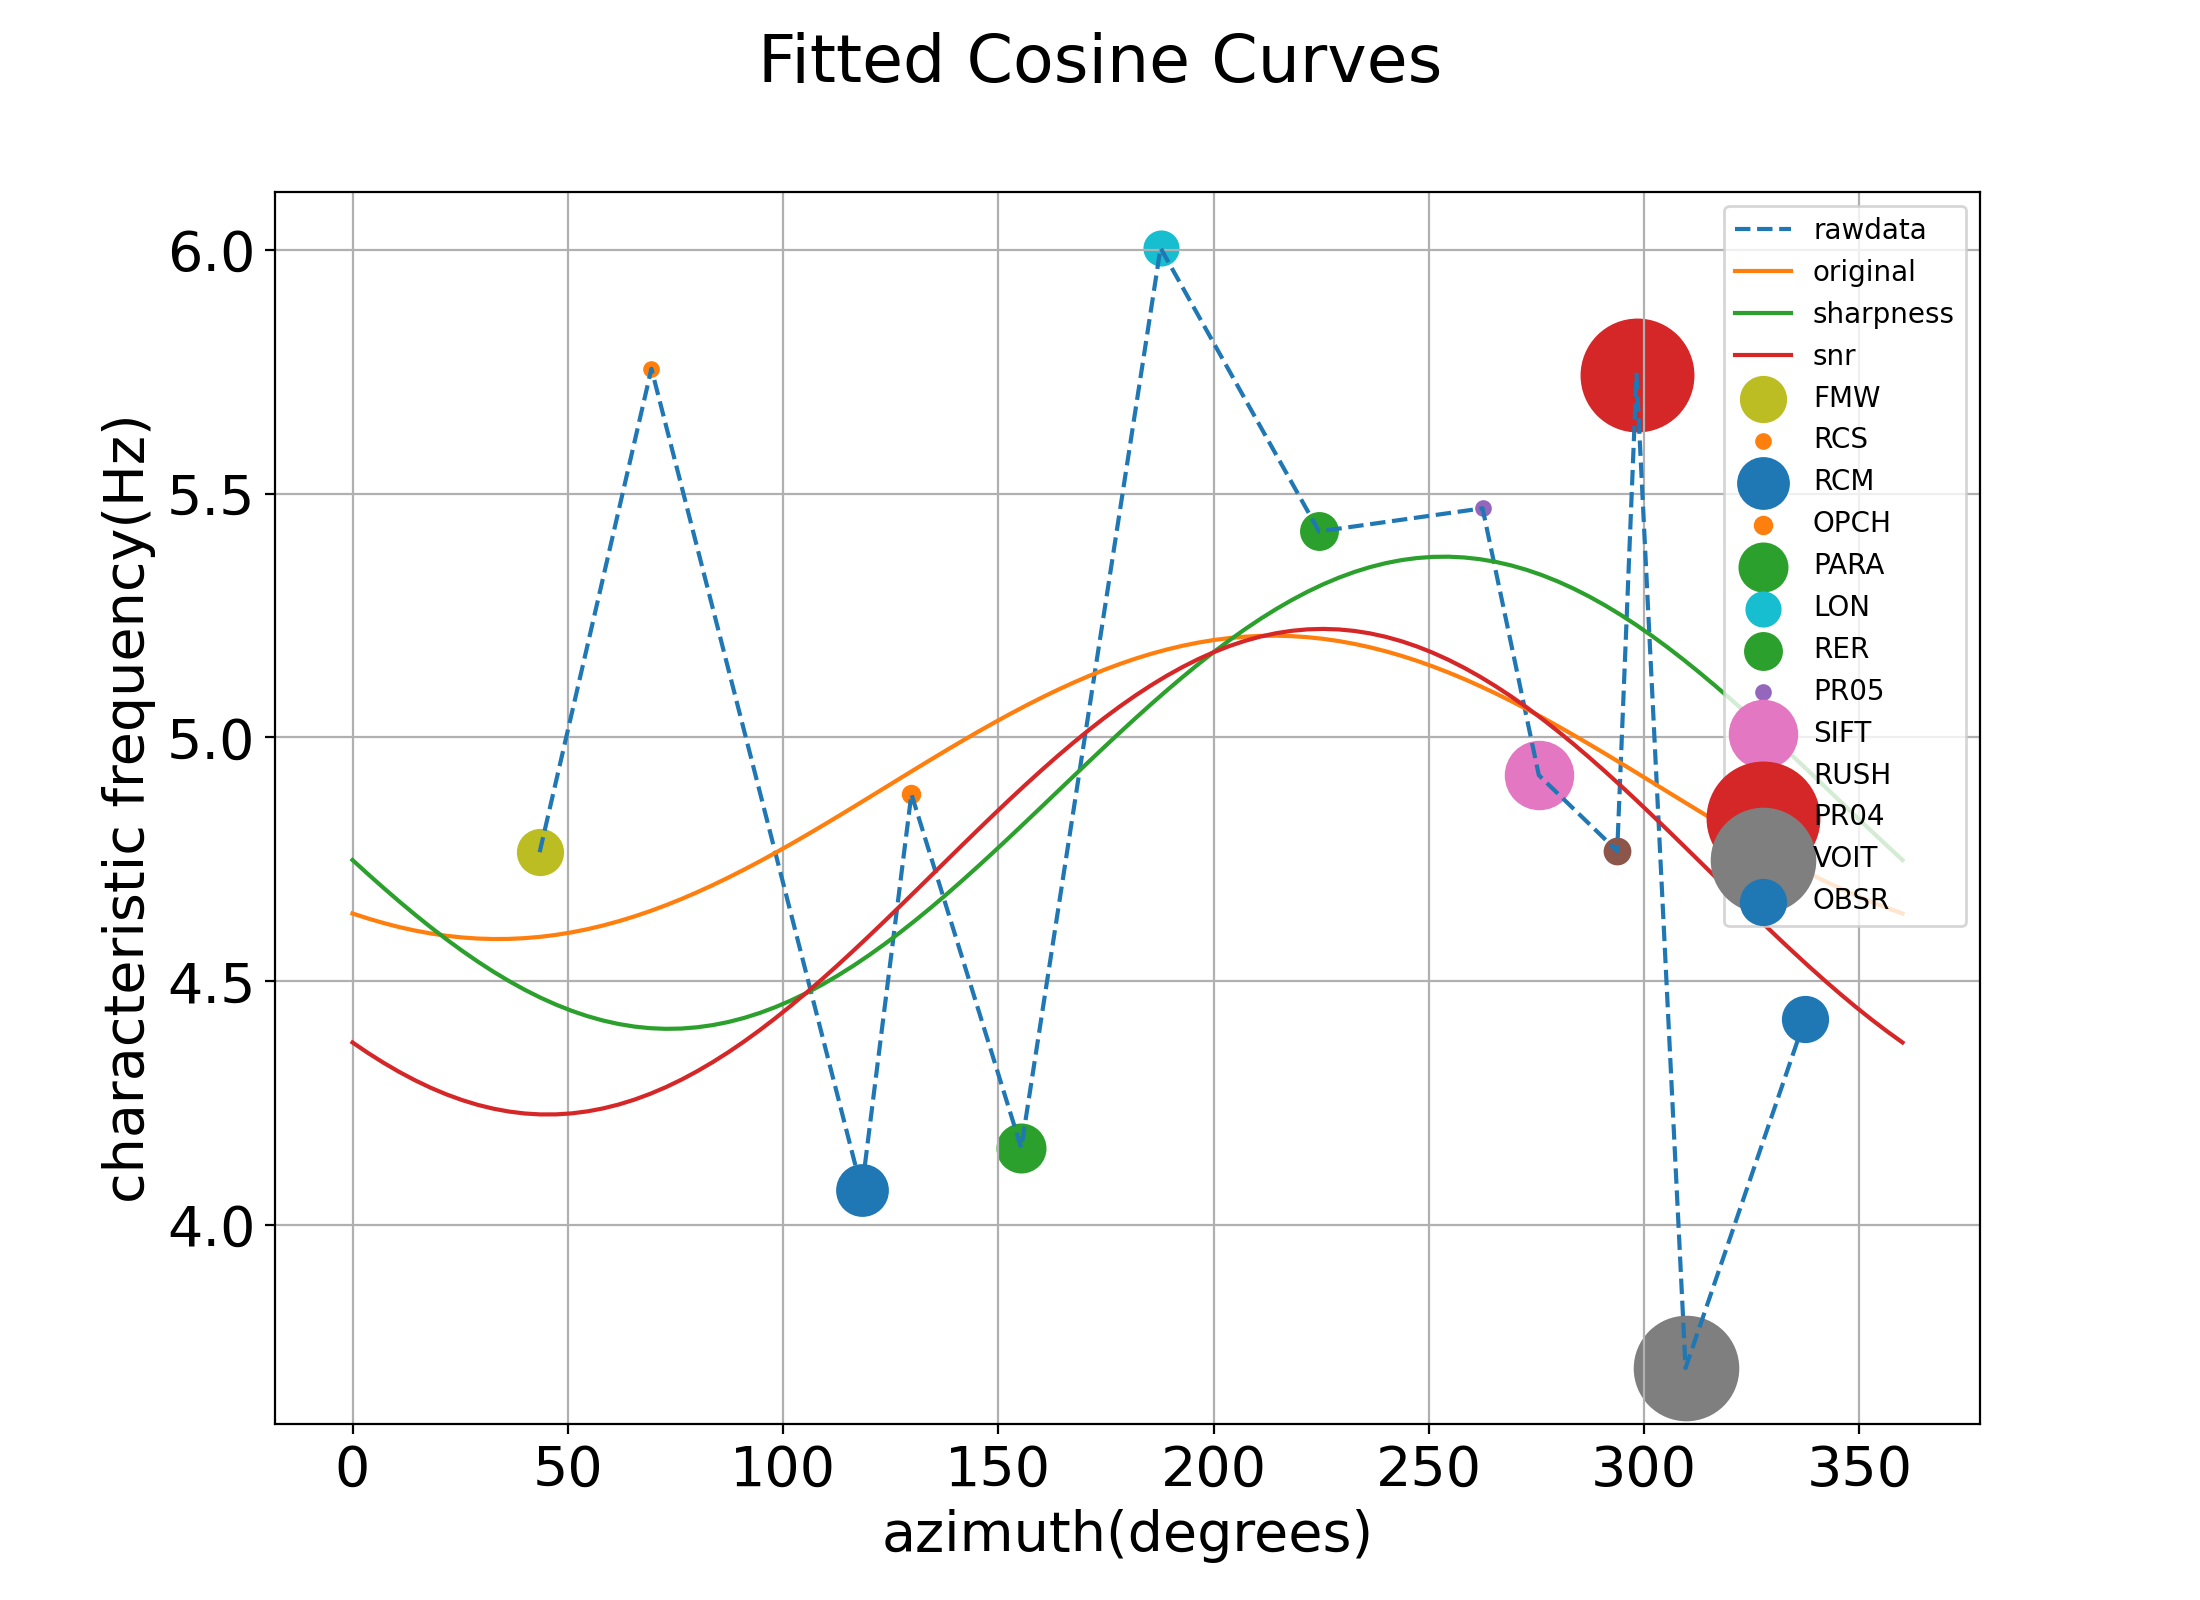 Fitted Cosine Curves
characteristic frequency(Hz)
6.0
5.5
5.0
4.5
4.0
rawdata
original
sharpness
snr
FMW
RCS
RCM
OPCH
PARA
LON
RER
PR05
SIFT
RUSH
PR04
VOIT
OBSR
0 50 100 150 200 250 300 350
azimuth(degrees)